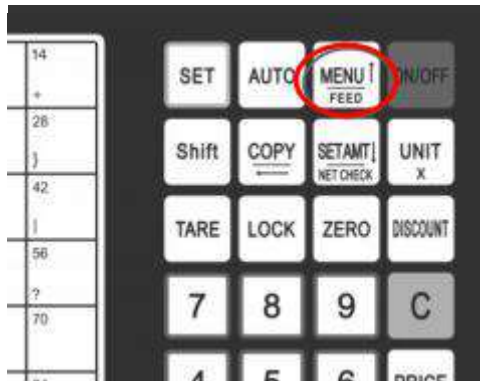 14
+
SET AUTO MENU↑ ON/OFF
FEED
28
}
Shift COPY SETAMT↓ UNIT
← NET CHECK X
42
|
TARE LOCK ZERO DISCOUNT
56
?
70
7 8 9 C
4 5 6 PRICE